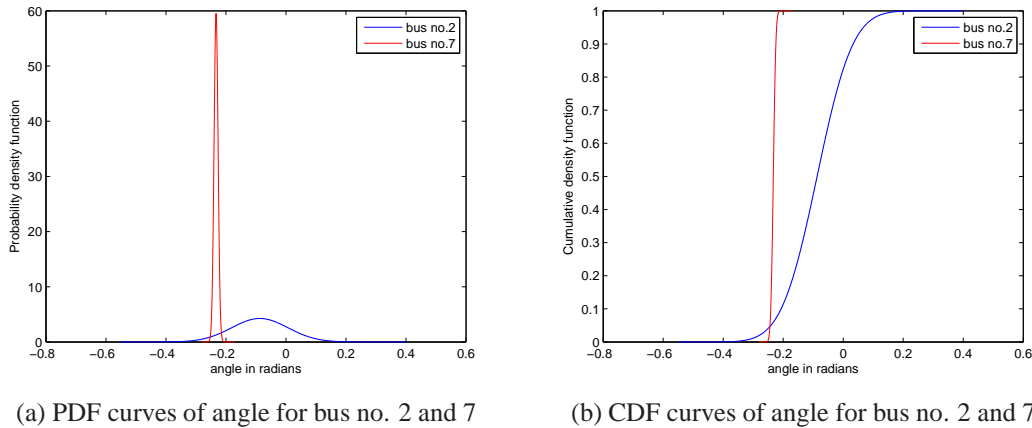 60
50
40
30
20
10
0
Probability density function
−0.8 −0.6 −0.4 −0.2 0 0.2 0.4 0.6
angle in radians
bus no.2
bus no.7
(a) PDF curves of angle for bus no. 2 and 7
1
0.9
0.8
0.7
0.6
0.5
0.4
0.3
0.2
0.1
0
Cumulative density function
−0.8 −0.6 −0.4 −0.2 0 0.2 0.4 0.6
angle in radians
bus no.2
bus no.7
(b) CDF curves of angle for bus no. 2 and 7